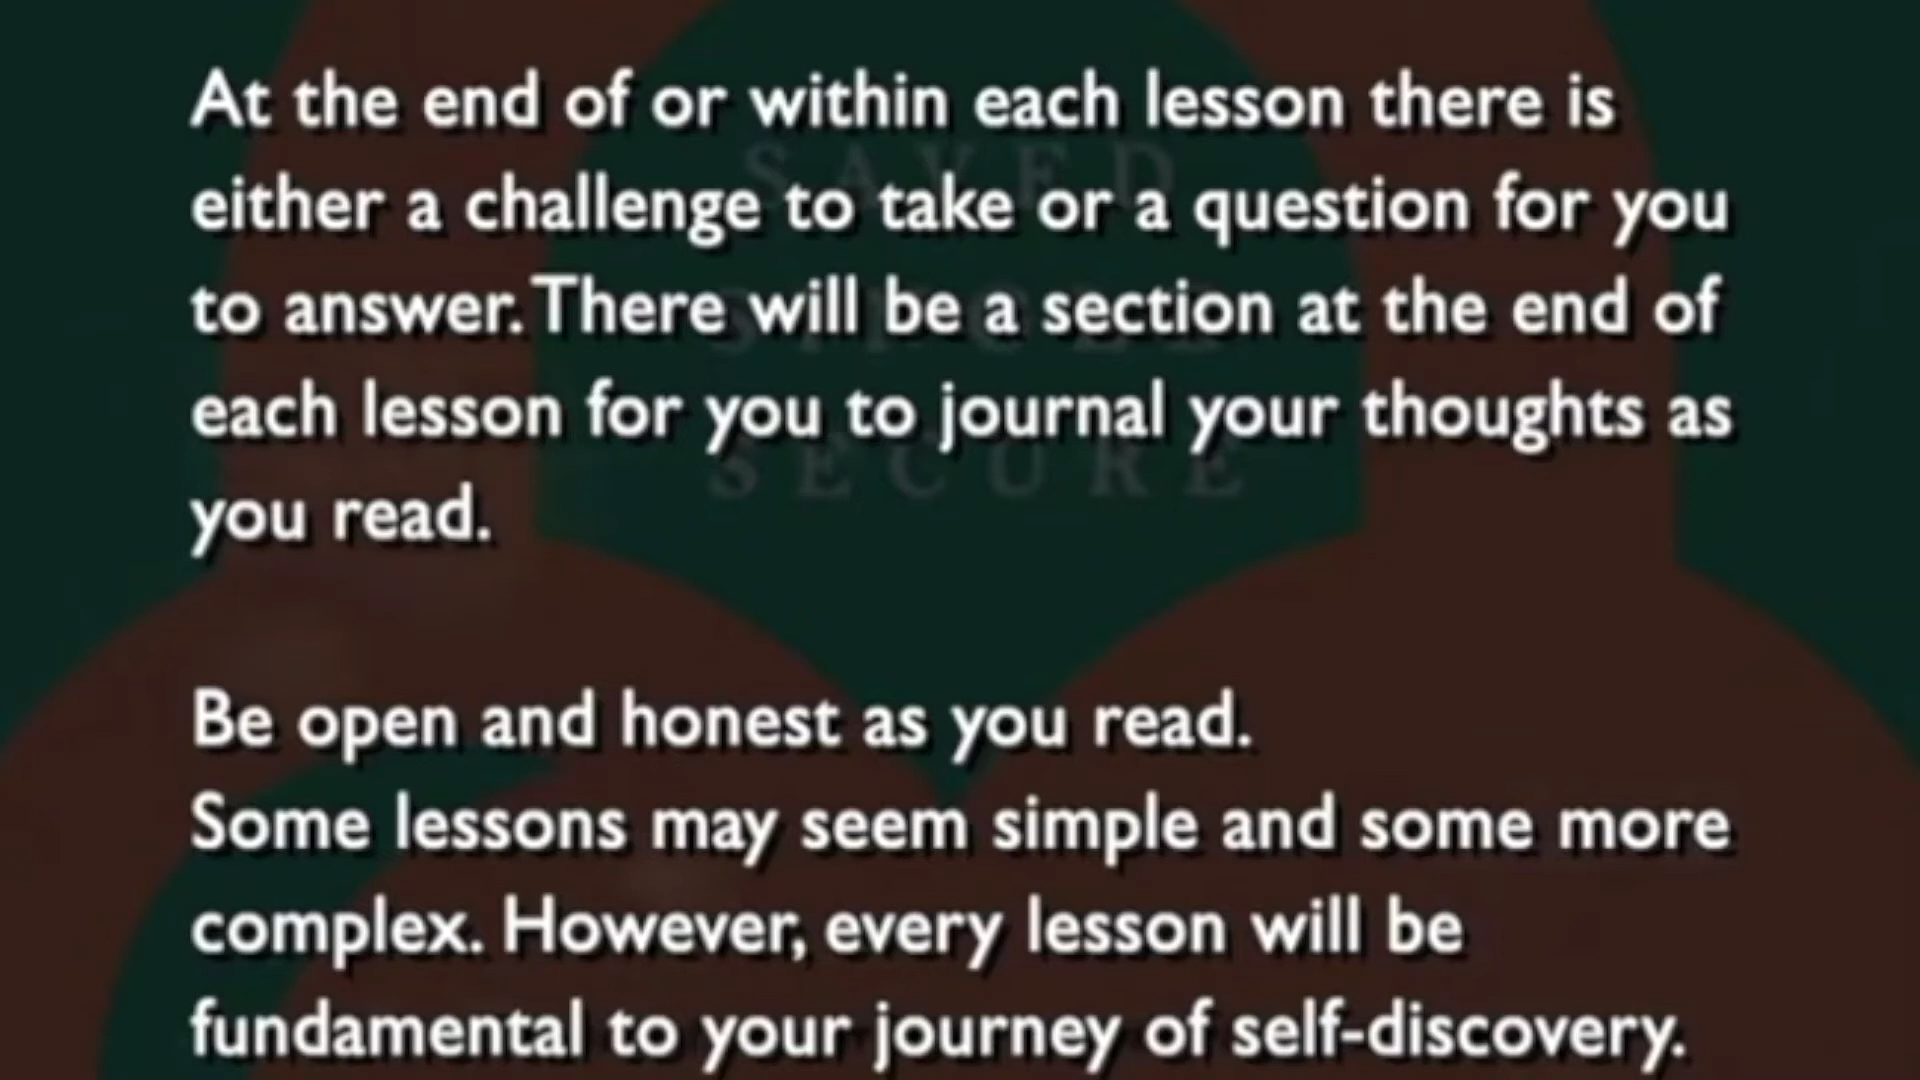 At the end of or within each lesson there is
either a challenge to take or a question for you
to answer. There will be a section at the end of
each lesson for you to journal your thoughts as
you read.
Be open and honest as you read.
Some lessons may seem simple and some more
complex. However, every lesson will be
fundamental to your journey of self-discovery.
SAVED
SINGLE
SECURE